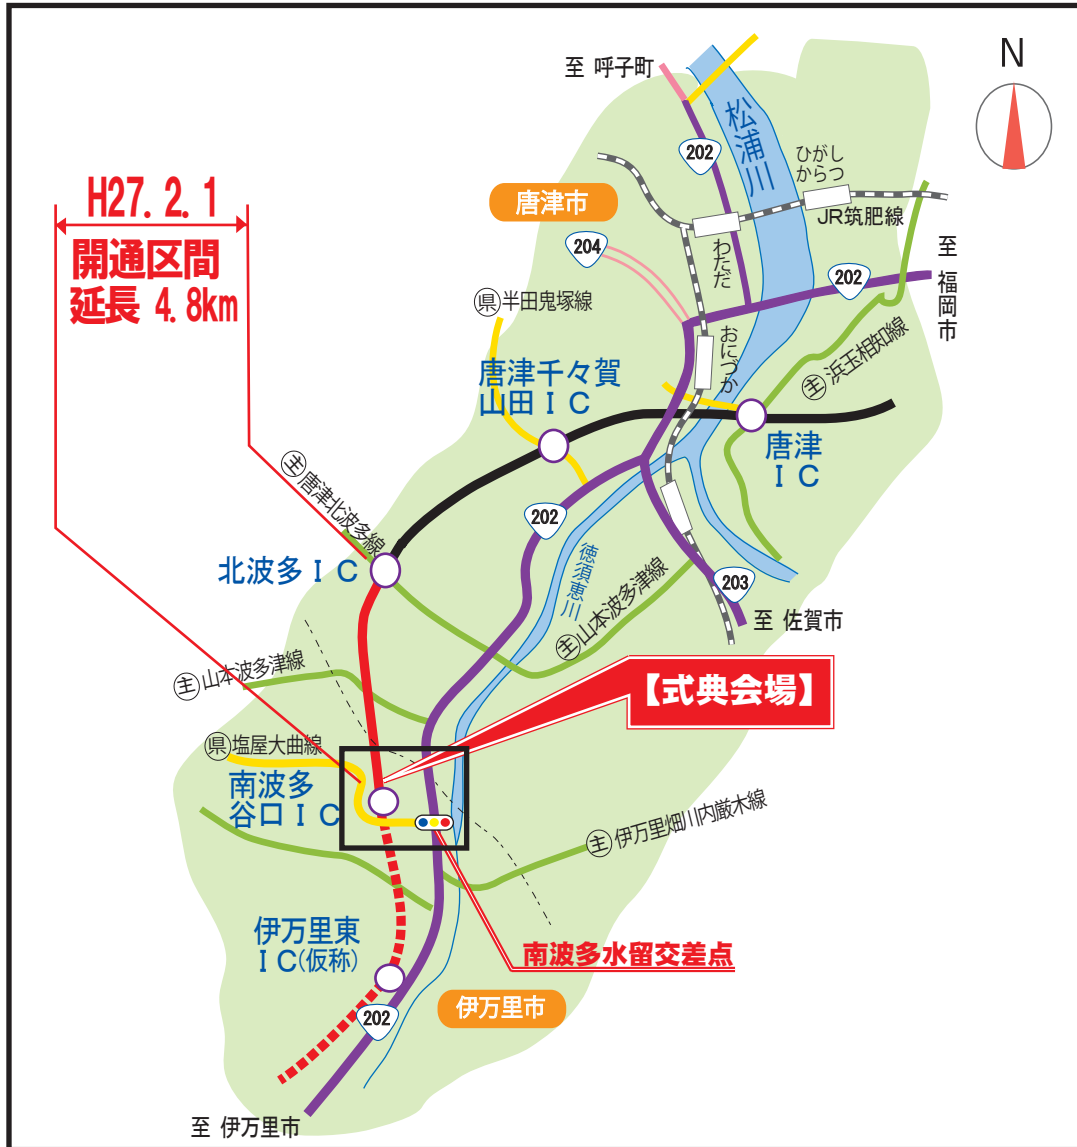 至 呼子町
N
松浦川
202
ひがし
からつ
H27. 2. 1
唐津市
JR筑肥線
開通区間
204
わただ
至 福岡市
延長 4.8km
202
県 半田鬼塚線
おにづか
主 浜玉相知線
唐津千々賀
山田ＩＣ
唐津
ＩＣ
主 唐津北波多線
202
北波多ＩＣ
徳須恵川
203
主 山本波多津線
至 佐賀市
主 山本波多津線
【式典会場】
県 塩屋大曲線
南波多
谷口ＩＣ
主 伊万里畑川内厳木線
伊万里東
ＩＣ(仮称)
南波多水留交差点
伊万里市
202
至 伊万里市